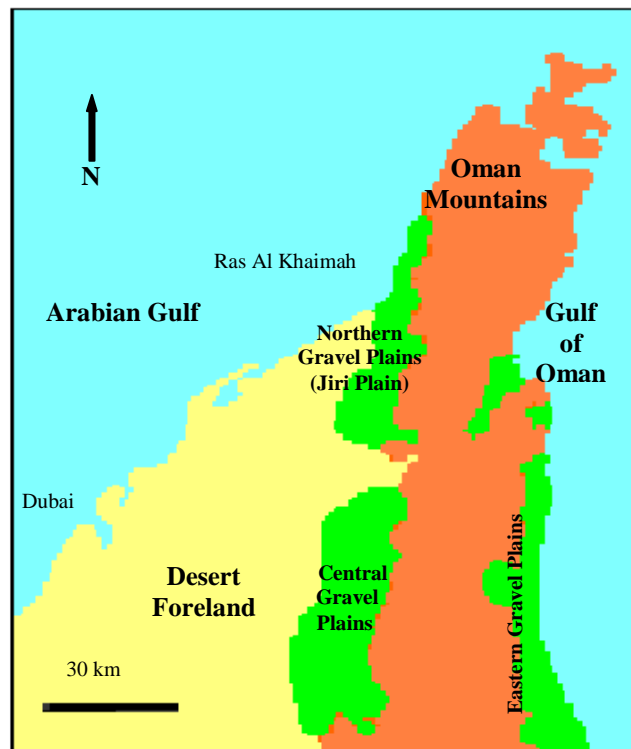 Oman
Mountains
N
Ras Al Khaimah
Arabian Gulf
Gulf
of
Oman
Northern
Gravel Plains
(Jiri Plain)
Dubai
Desert
Foreland
Central
Gravel
Plains
Eastern Gravel Plains
30 km